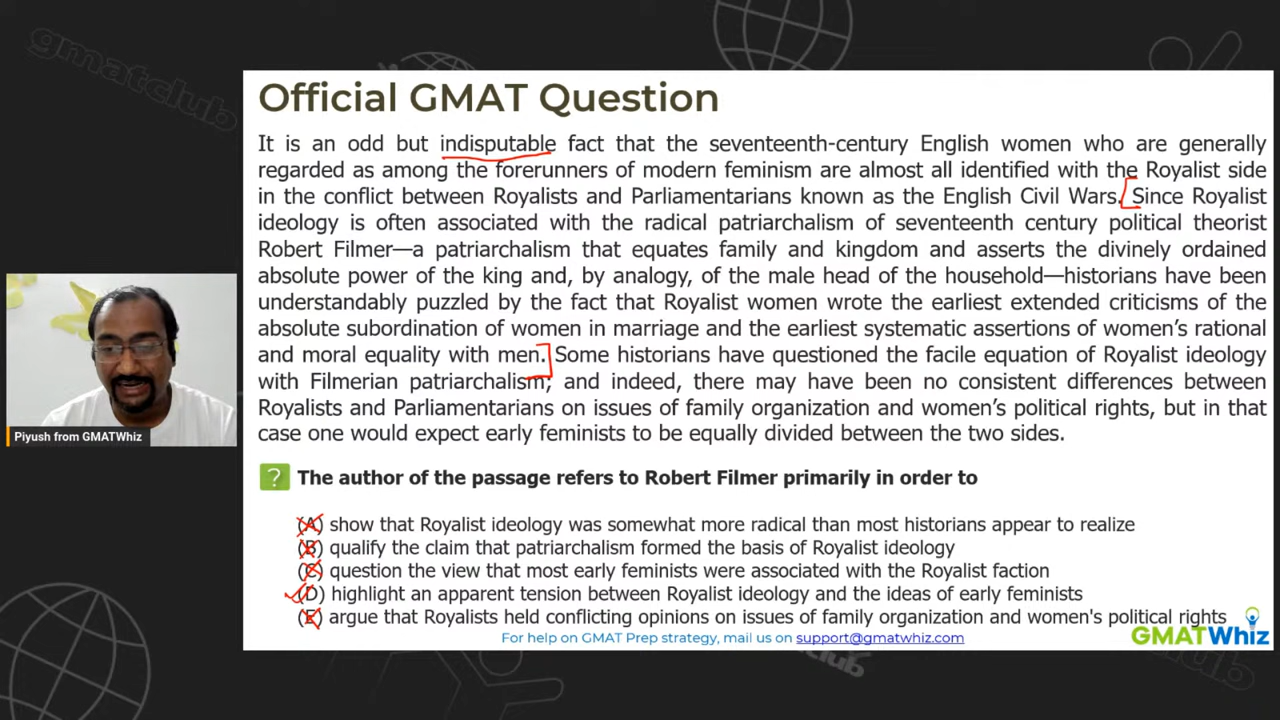 gmatclub
Official GMAT Question
It is an odd but indisputable fact that the seventeenth-century English women who are generally
regarded as among the forerunners of modern feminism are almost all identified with the Royalist side
in the conflict between Royalists and Parliamentarians known as the English Civil Wars. Since Royalist
ideology is often associated with the radical patriarchalism of seventeenth century political theorist
Robert Filmer—a patriarchalism that equates family and kingdom and asserts the divinely ordained
absolute power of the king and, by analogy, of the male head of the household—historians have been
understandably puzzled by the fact that Royalist women wrote the earliest extended criticisms of the
absolute subordination of women in marriage and the earliest systematic assertions of women's rational
and moral equality with men. Some historians have questioned the facile equation of Royalist ideology
with Filmerian patriarchalism; and indeed, there may have been no consistent differences between
Royalists and Parliamentarians on issues of family organization and women's political rights, but in that
case one would expect early feminists to be equally divided between the two sides.
Piyush from GMATWhiz
? The author of the passage refers to Robert Filmer primarily in order to
(A) show that Royalist ideology was somewhat more radical than most historians appear to realize
(B) qualify the claim that patriarchalism formed the basis of Royalist ideology
(C) question the view that most early feminists were associated with the Royalist faction
(D) highlight an apparent tension between Royalist ideology and the ideas of early feminists
(E) argue that Royalists held conflicting opinions on issues of family organization and women's political rights
For help on GMAT Prep strategy, mail us on support@gmatwhiz.com
GMATWhiz